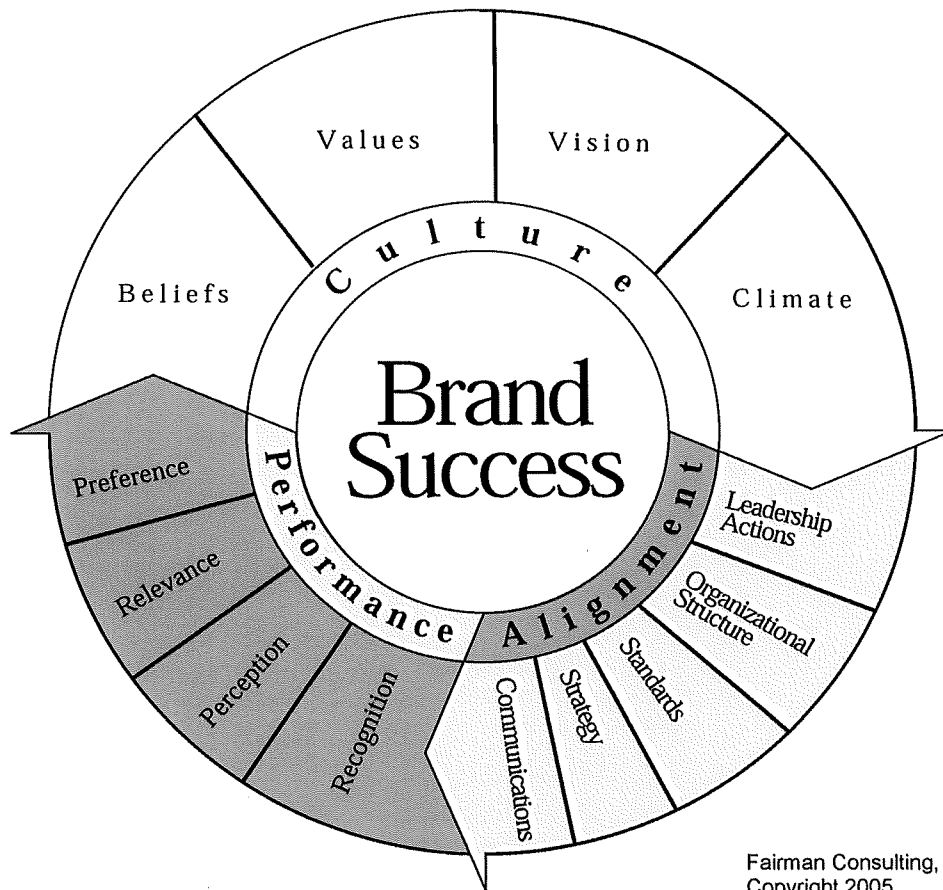 Values
Vision
Beliefs
Climate
Culture
Brand
Success
Performance
Alignment
Preference
Relevance
Perception
Recognition
Leadership
Actions
Organizational
Structure
Standards
Strategy
Communications
Fairman Consulting,
Copyright 2005